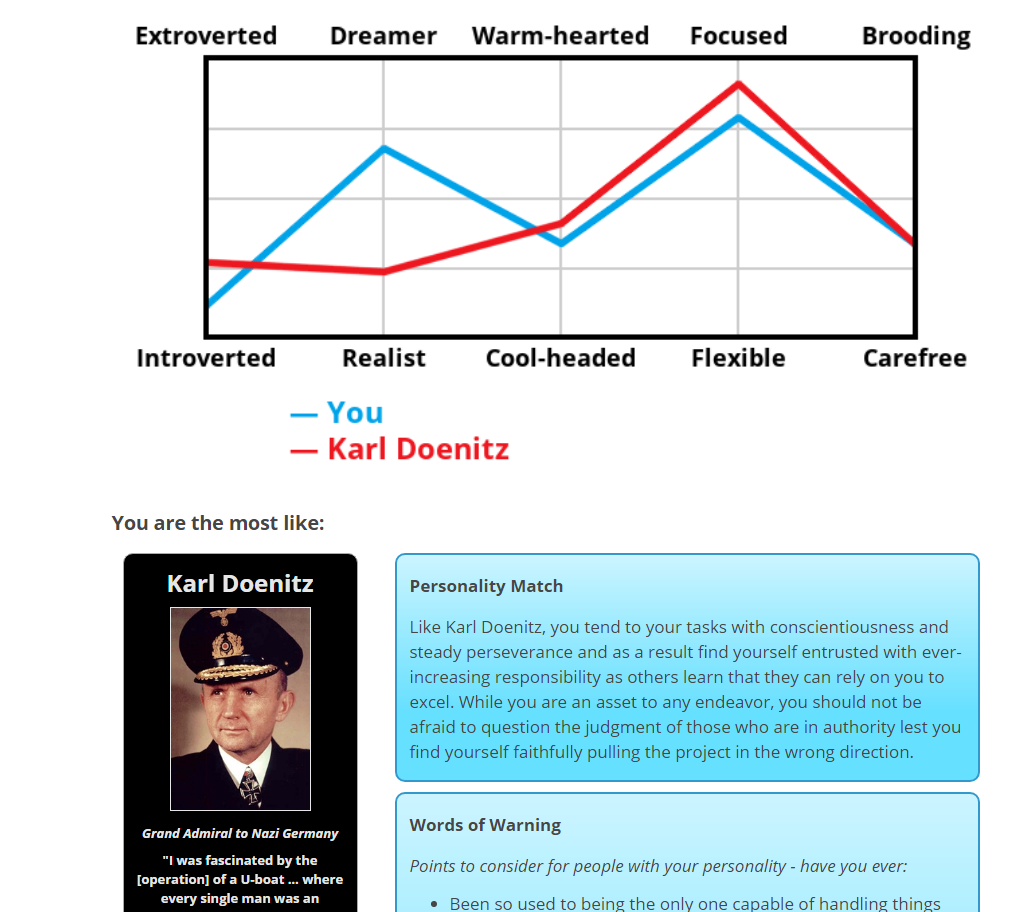 Extroverted Dreamer Warm-hearted Focused Brooding
Introverted Realist Cool-headed Flexible Carefree
— You
— Karl Doenitz
You are the most like:
Karl Doenitz
Grand Admiral to Nazi Germany
"I was fascinated by the
[operation] of a U-boat ... where
every single man was an
Personality Match
Like Karl Doenitz, you tend to your tasks with conscientiousness and
steady perseverance and as a result find yourself entrusted with ever-
increasing responsibility as others learn that they can rely on you to
excel. While you are an asset to any endeavor, you should not be
afraid to question the judgment of those who are in authority lest you
find yourself faithfully pulling the project in the wrong direction.
Words of Warning
Points to consider for people with your personality - have you ever:
• Been so used to being the only one capable of handling things